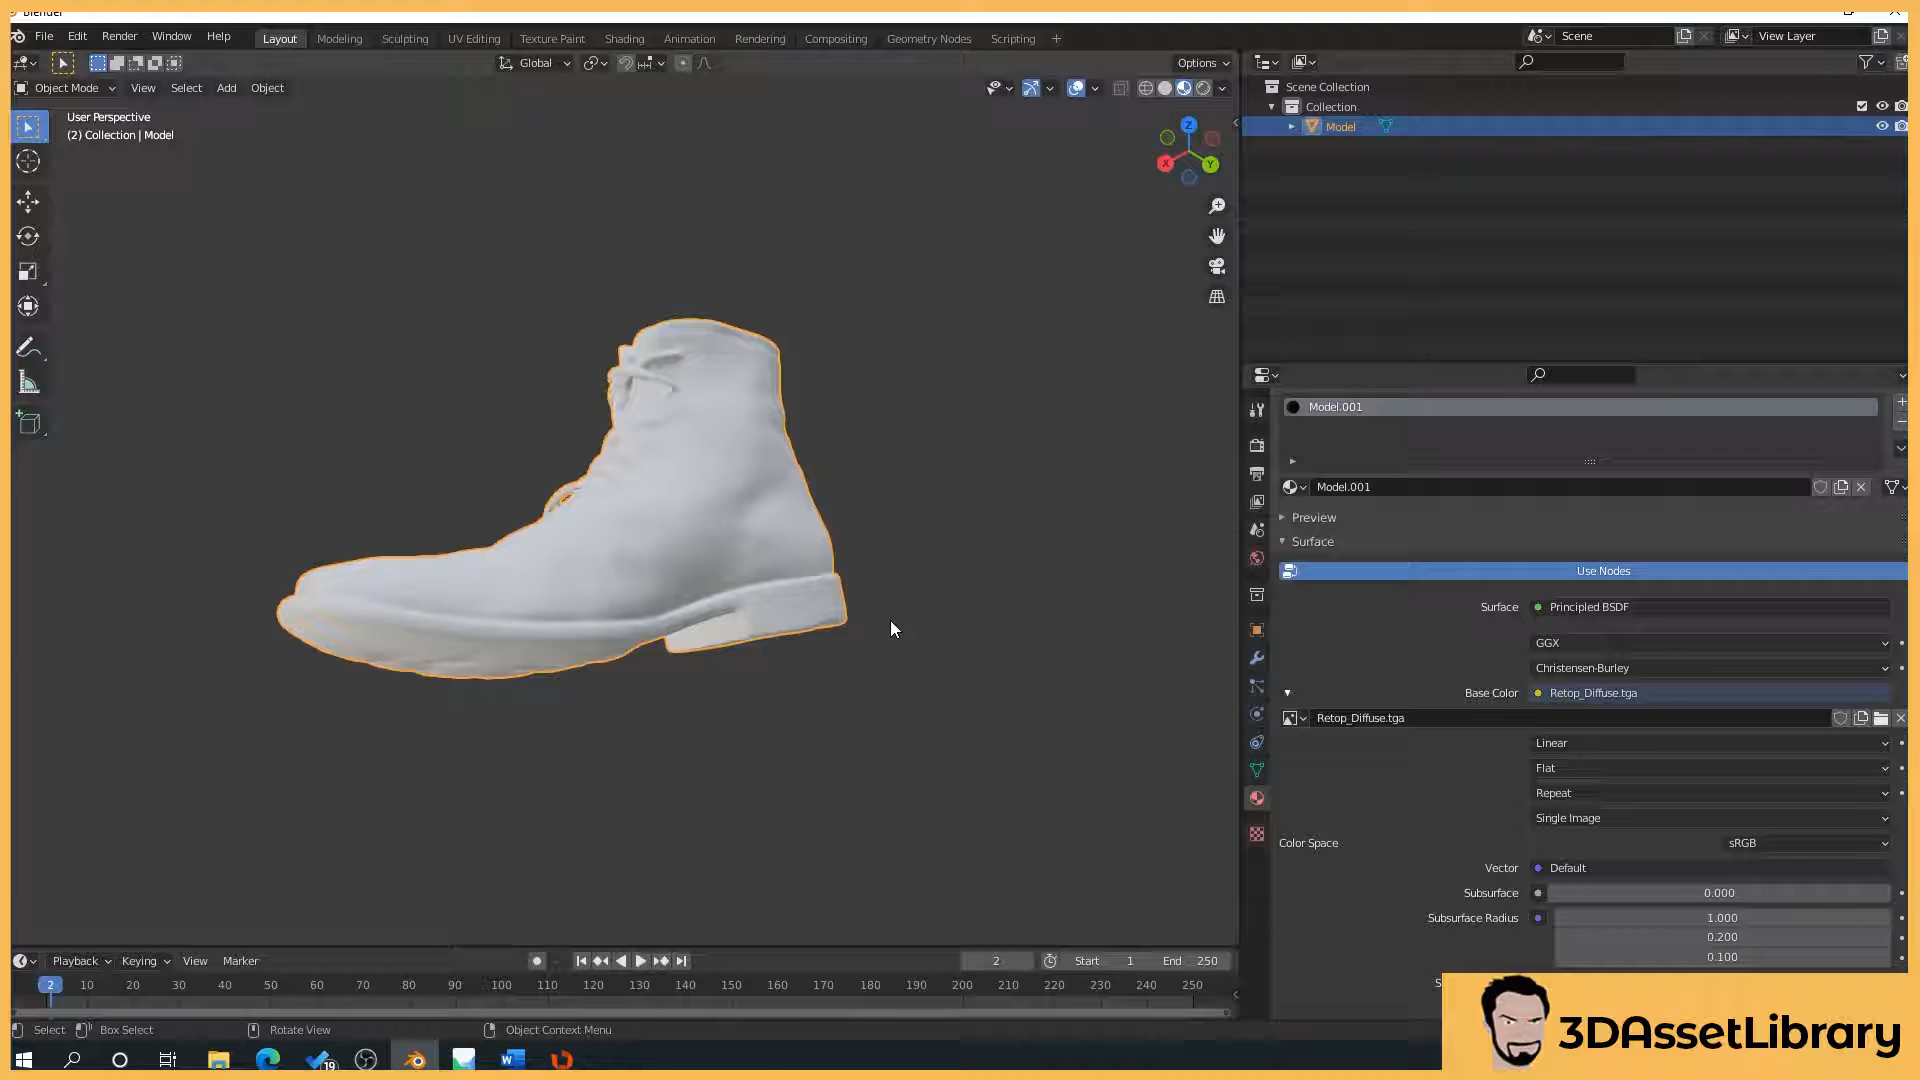 Blender
File Edit Render Window Help
Layout Modeling Sculpting UV Editing Texture Paint Shading Animation Rendering Compositing Geometry Nodes Scripting +
Scene
View Layer
Global
Options
Object Mode View Select Add Object
User Perspective
(2) Collection | Model
Z
X
Y
Scene Collection
Collection
Model
Model.001
Model.001
Preview
Surface
Use Nodes
Surface Principled BSDF
GGX
Christensen-Burley
Base Color Retop_Diffuse.tga
Retop_Diffuse.tga
Linear
Flat
Repeat
Single Image
Color Space sRGB
Vector Default
Subsurface 0.000
Subsurface Radius 1.000
0.200
0.100
S
Playback Keying View Marker
2 Start 1 End 250
2 10 20 30 40 50 60 70 80 90 100 110 120 130 140 150 160 170 180 190 200 210 220 230 240 250
Select Box Select Rotate View Object Context Menu
19
W
3DAssetLibrary